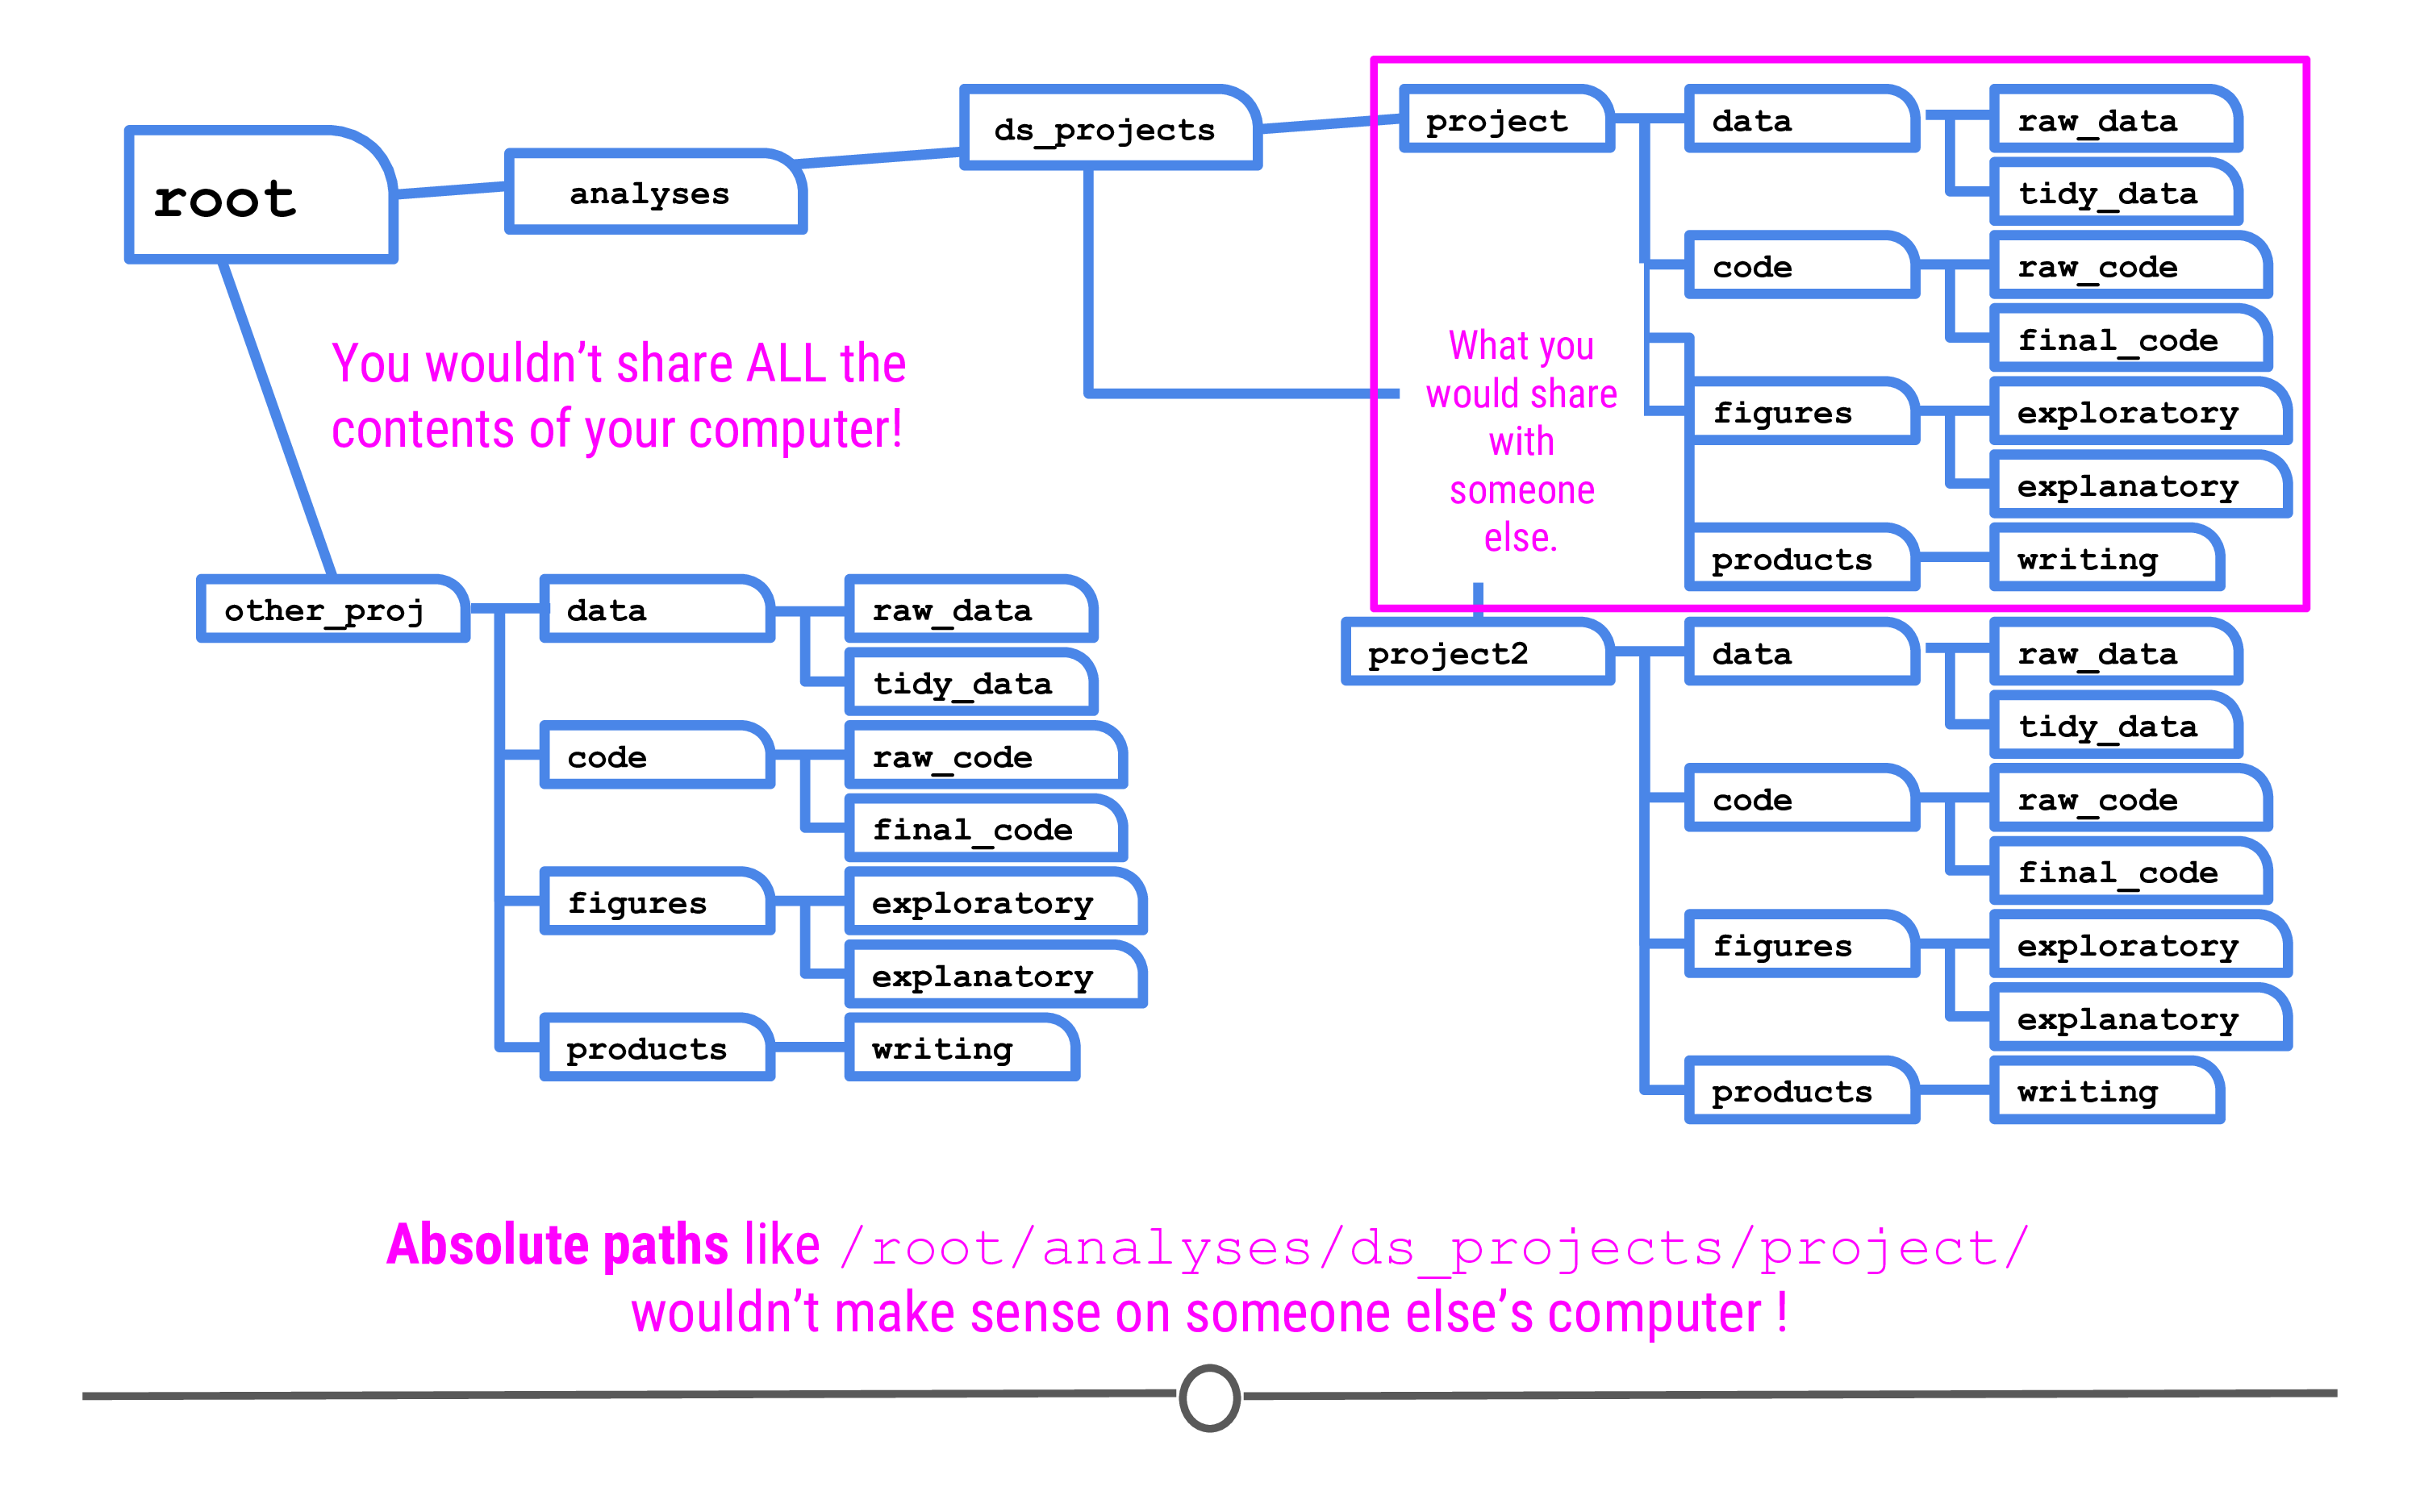 root
analyses
ds_projects
project
data
raw_data
tidy_data
code
raw_code
final_code
figures
exploratory
explanatory
products
writing
What you
would share
with
someone
else.
You wouldn’t share ALL the
contents of your computer!
other_proj
data
raw_data
tidy_data
code
raw_code
final_code
figures
exploratory
explanatory
products
writing
project2
data
raw_data
tidy_data
code
raw_code
final_code
figures
exploratory
explanatory
products
writing
Absolute paths like /root/analyses/ds_projects/project/
wouldn’t make sense on someone else’s computer !